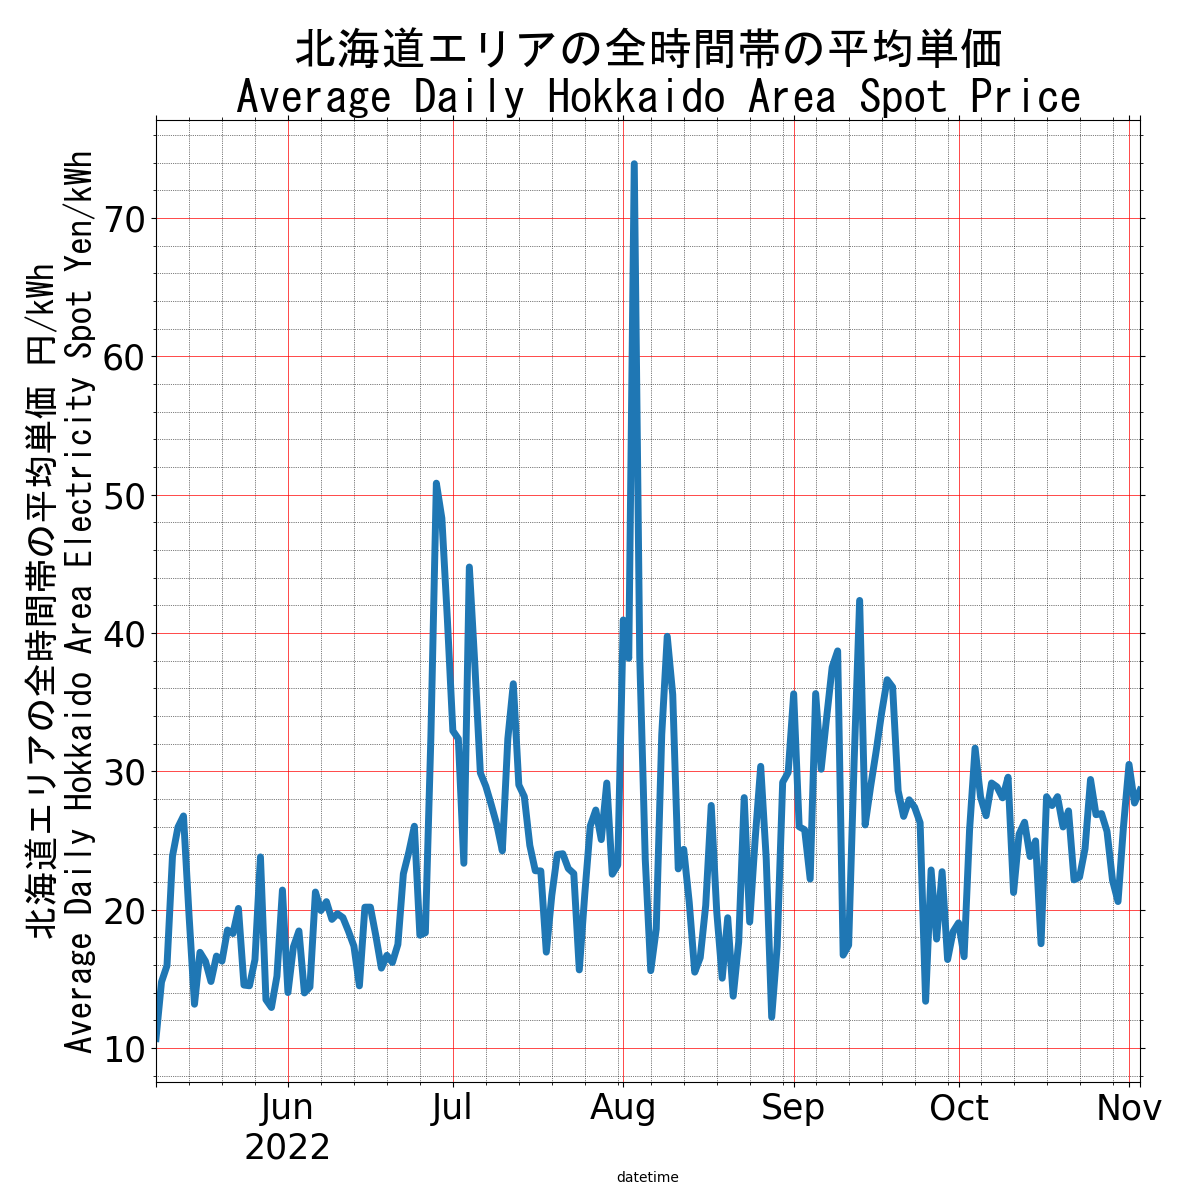 北海道エリアの全時間帯の平均単価
Average Daily Hokkaido Area Spot Price
北海道エリアの全時間帯の平均単価 円/kWh
Average Daily Hokkaido Area Electricity Spot Yen/kWh
70
60
50
40
30
20
10
Jun
2022
Jul
Aug
Sep
Oct
Nov
datetime